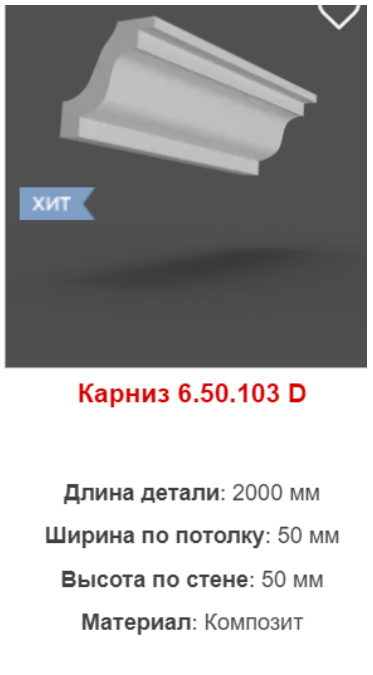 ХИТ
Карниз 6.50.103 D
Длина детали: 2000 мм
Ширина по потолку: 50 мм
Высота по стене: 50 мм
Материал: Композит